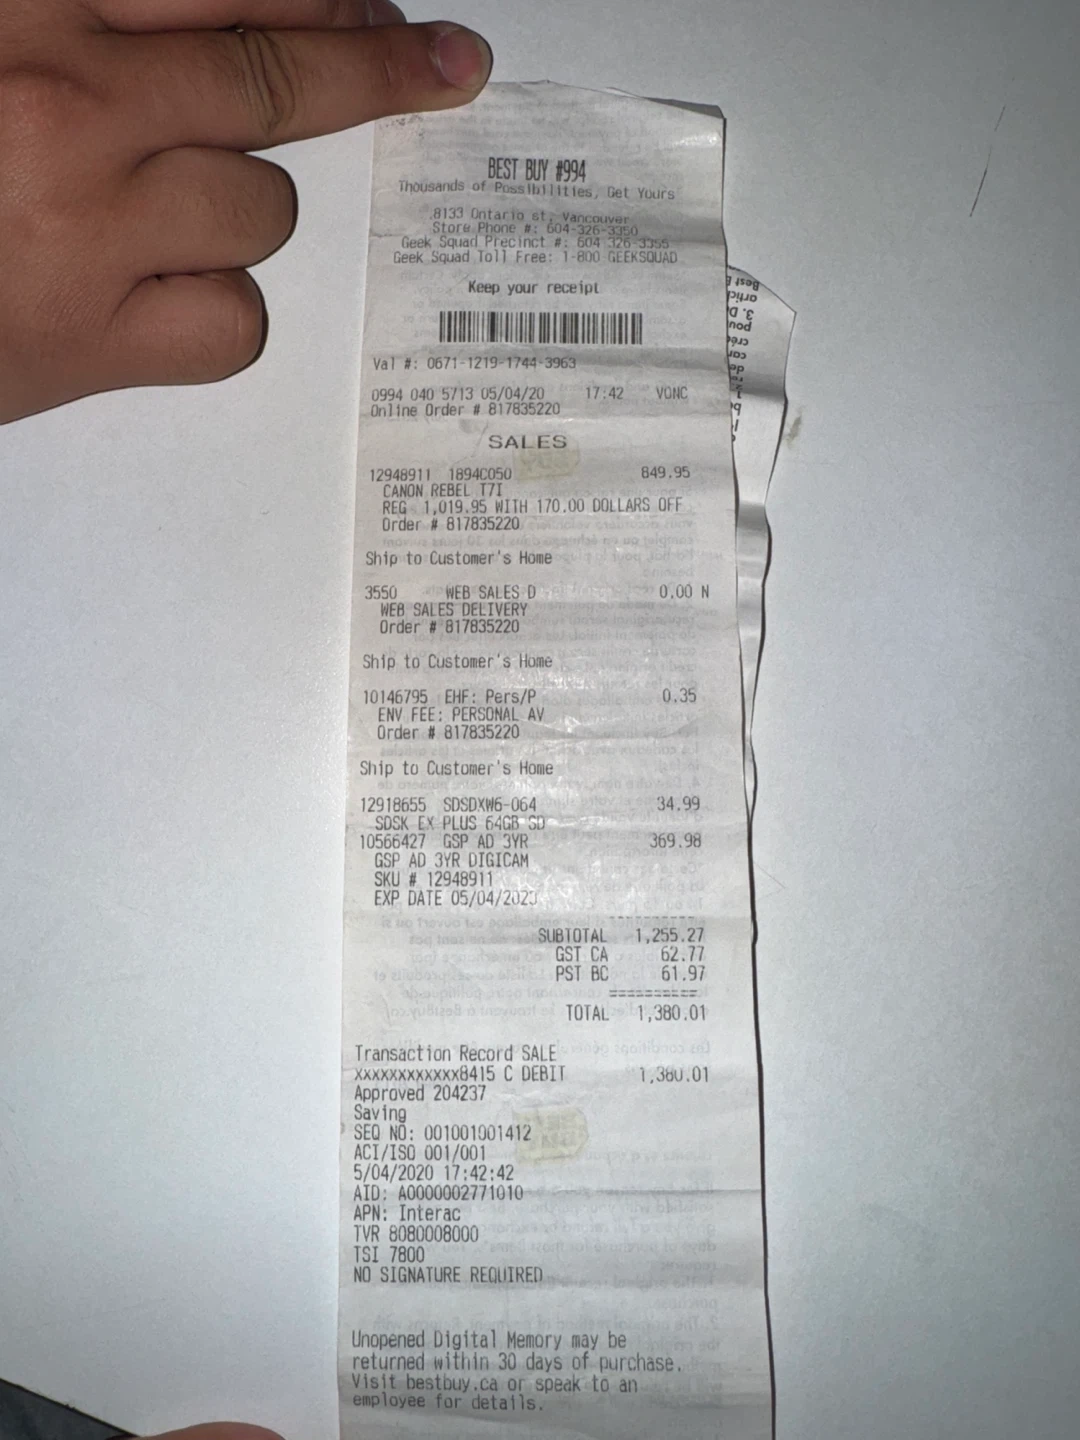 BEST BUY #994
Thousands of Possibilities, Get Yours
8133 Ontario st, Vancouver
Store Phone #: 604-326-3350
Geek Squad Precinct #: 604 326-3355
Geek Squad Toll Free: 1-800-GEEKSQUAD
Keep your receipt
Val #: 0671-1219-1744-3963
0994 040 5713 05/04/20 17:42 VONC
Online Order # 817835220
SALES
12948911 1894C050 849.95
CANON REBEL T7I
REG 1,019.95 WITH 170.00 DOLLARS OFF
Order # 817835220
Ship to Customer's Home
3550 WEB SALES D 0.00 N
WEB SALES DELIVERY
Order # 817835220
Ship to Customer's Home
10146795 EHF: Pers/P 0.35
ENV FEE: PERSONAL AV
Order # 817835220
Ship to Customer's Home
12918655 SDSDXW6-064 34.99
SDSK EX PLUS 64GB SD
10566427 GSP AD 3YR 369.98
GSP AD 3YR DIGICAM
SKU # 12948911
EXP DATE 05/04/2023
SUBTOTAL 1,255.27
GST CA 62.77
PST BC 61.97
==========
TOTAL 1,380.01
Transaction Record SALE
xxxxxxxxxxxx8415 C DEBIT 1,380.01
Approved 204237
Saving
SEQ NO: 001001001412
ACI/ISO 001/001
5/04/2020 17:42:42
AID: A0000002771010
APN: Interac
TVR 8080008000
TSI 7800
NO SIGNATURE REQUIRED
Unopened Digital Memory may be
returned within 30 days of purchase.
Visit bestbuy.ca or speak to an
employee for details.